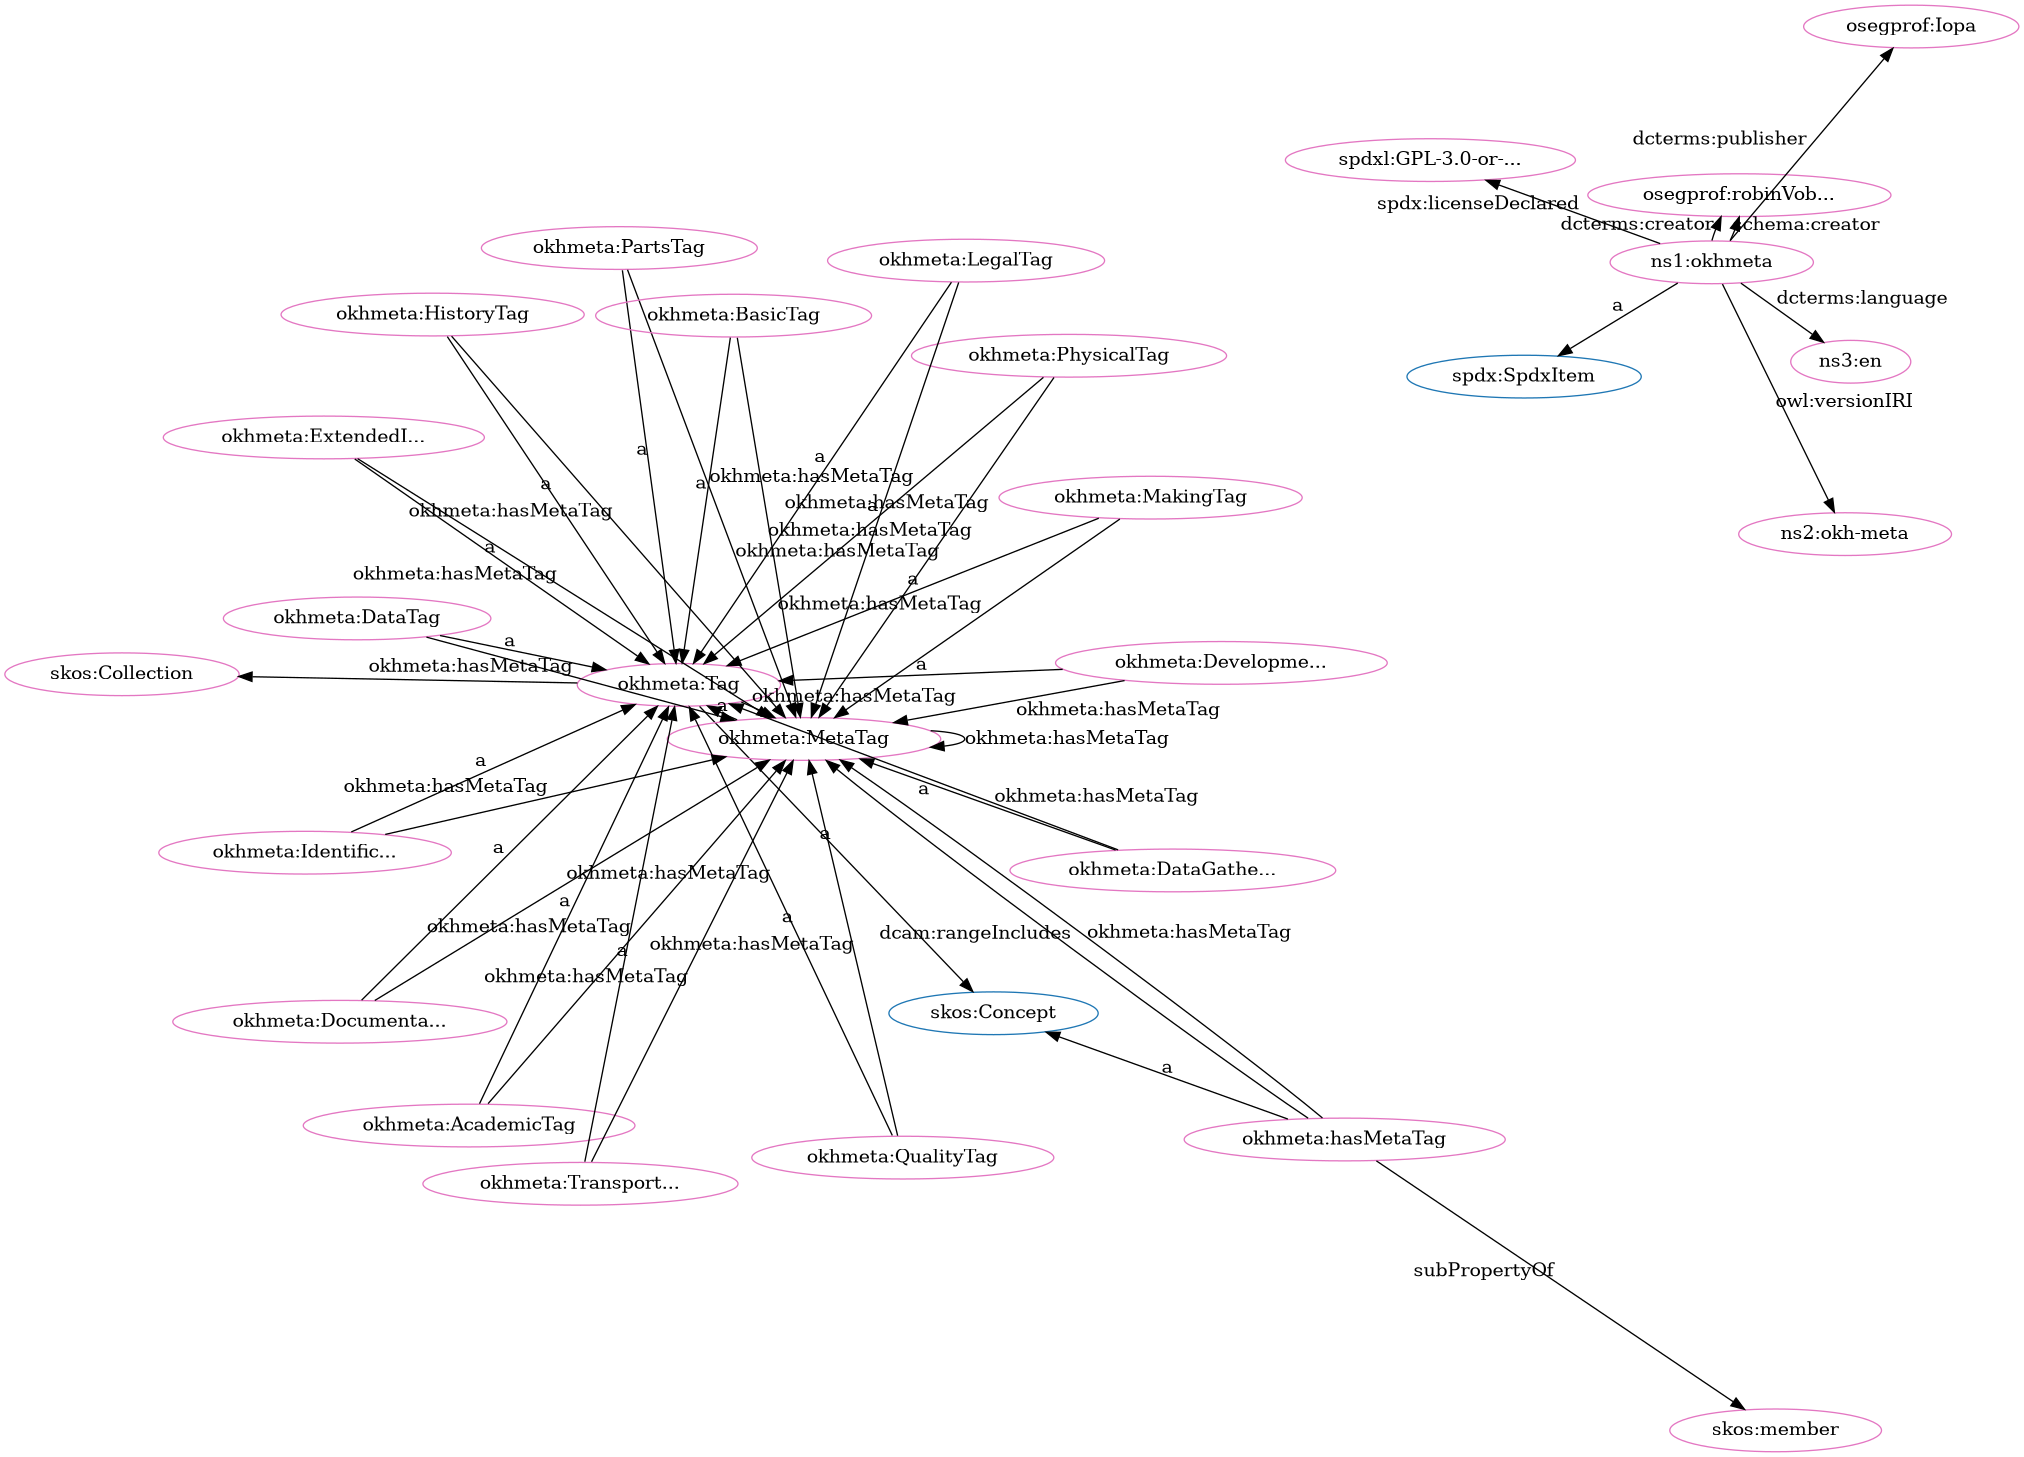 osegprof:Iopa
dcterms:publisher
spdxl:GPL-3.0-or-...
osegprof:robinVob...
spdx:licenseDeclared
dcterms:creator
chema:creator
okhmeta:PartsTag
okhmeta:LegalTag
ns1:okhmeta
dcterms:language
a
okhmeta:HistoryTag
okhmeta:BasicTag
okhmeta:PhysicalTag
ns3:en
spdx:SpdxItem
owl:versionIRI
okhmeta:ExtendedI...
a
a
okhmeta:hasMetaTag
a
a
okhmeta:MakingTag
okhmeta:hasMetaTag
a
okhmeta:hasMetaTag
okhmeta:hasMetaTag
ns2:okh-meta
a
okhmeta:hasMetaTag
okhmeta:hasMetaTag
a
okhmeta:hasMetaTag
okhmeta:DataTag
a
okhmeta:hasMetaTag
a
okhmeta:Developme...
skos:Collection
okhmeta:Tag
okhmeta:hasMetaTag
a
okhmeta:hasMetaTag
okhmeta:MetaTag
okhmeta:hasMetaTag
a
okhmeta:hasMetaTag
a
okhmeta:hasMetaTag
a
a
okhmeta:Identific...
okhmeta:DataGathe...
okhmeta:hasMetaTag
a
a
okhmeta:hasMetaTag
a
okhmeta:hasMetaTag
dcam:rangeIncludes
okhmeta:hasMetaTag
okhmeta:hasMetaTag
okhmeta:Documenta...
skos:Concept
a
okhmeta:AcademicTag
okhmeta:hasMetaTag
okhmeta:QualityTag
okhmeta:Transport...
subPropertyOf
skos:member